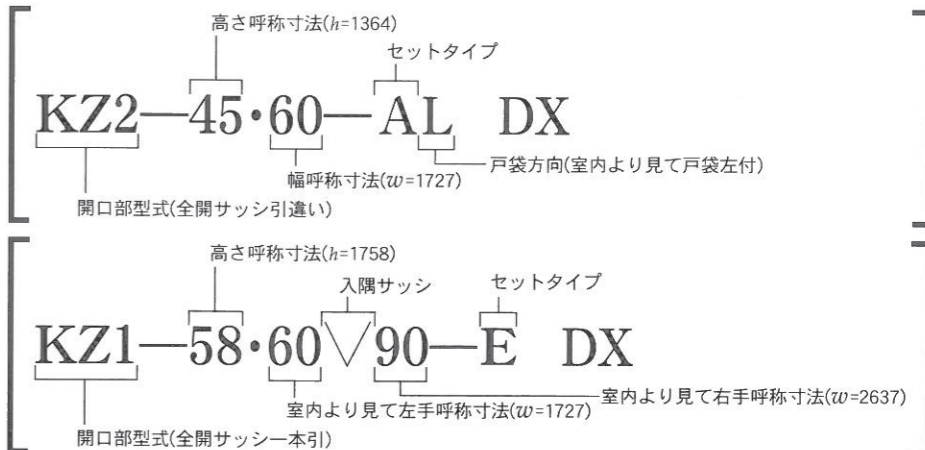 高さ呼称寸法(h=1364)
セットタイプ
KZ2—45・60—AL DX
戸袋方向(室内より見て戸袋左付)
幅呼称寸法(w=1727)
開口部型式(全開サッシ引違い)
高さ呼称寸法(h=1758)
入隅サッシ
セットタイプ
KZ1—58・60▽90—E DX
室内より見て右手呼称寸法(w=2637)
室内より見て左手呼称寸法(w=1727)
開口部型式(全開サッシ一本引)